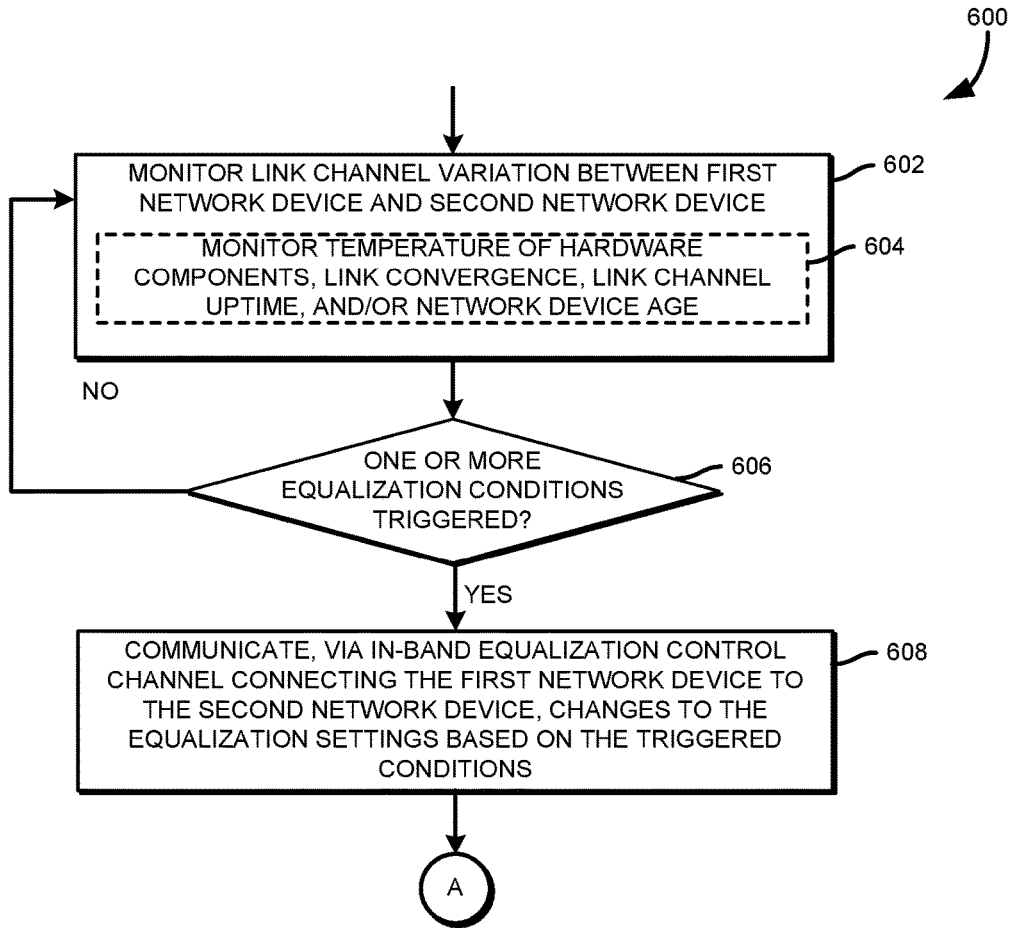 600
MONITOR LINK CHANNEL VARIATION BETWEEN FIRST
NETWORK DEVICE AND SECOND NETWORK DEVICE
602
MONITOR TEMPERATURE OF HARDWARE
COMPONENTS, LINK CONVERGENCE, LINK CHANNEL
UPTIME, AND/OR NETWORK DEVICE AGE
604
NO
ONE OR MORE
EQUALIZATION CONDITIONS
TRIGGERED?
606
YES
COMMUNICATE, VIA IN-BAND EQUALIZATION CONTROL
CHANNEL CONNECTING THE FIRST NETWORK DEVICE TO
THE SECOND NETWORK DEVICE, CHANGES TO THE
EQUALIZATION SETTINGS BASED ON THE TRIGGERED
CONDITIONS
608
A